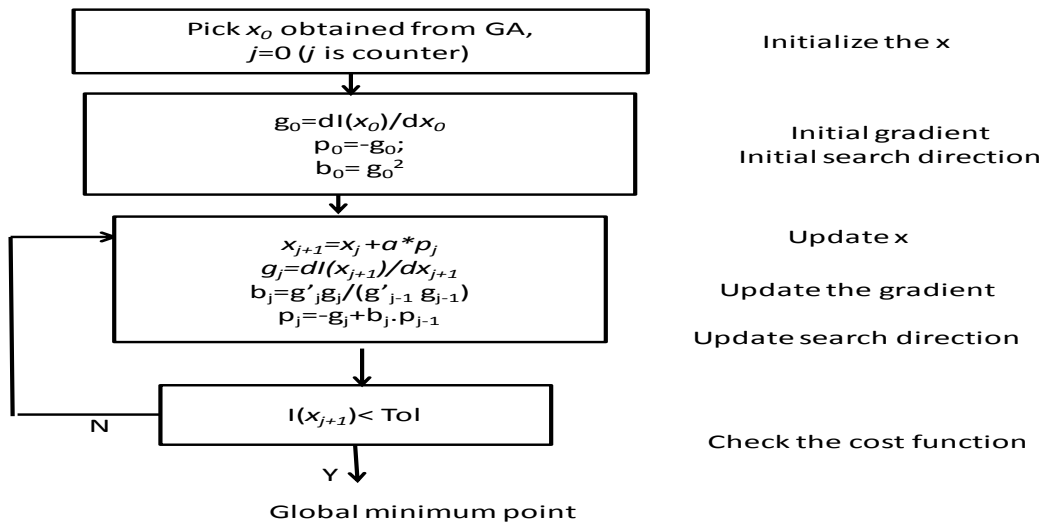 Pick x₀ obtained from GA,
j=0 (j is counter)
Initialize the x
g₀=dI(x₀)/dx₀
p₀=-g₀;
b₀= g₀²
Initial gradient
Initial search direction
xⱼ₊₁=xⱼ+a*pⱼ
gⱼ=dI(xⱼ₊₁)/dxⱼ₊₁
bⱼ=g'ⱼgⱼ/(g'ⱼ₋₁ gⱼ₋₁)
pⱼ=-gⱼ+bⱼ.pⱼ₋₁
Update x
Update the gradient
Update search direction
I(xⱼ₊₁)< Tol
N
Check the cost function
Y
Global minimum point